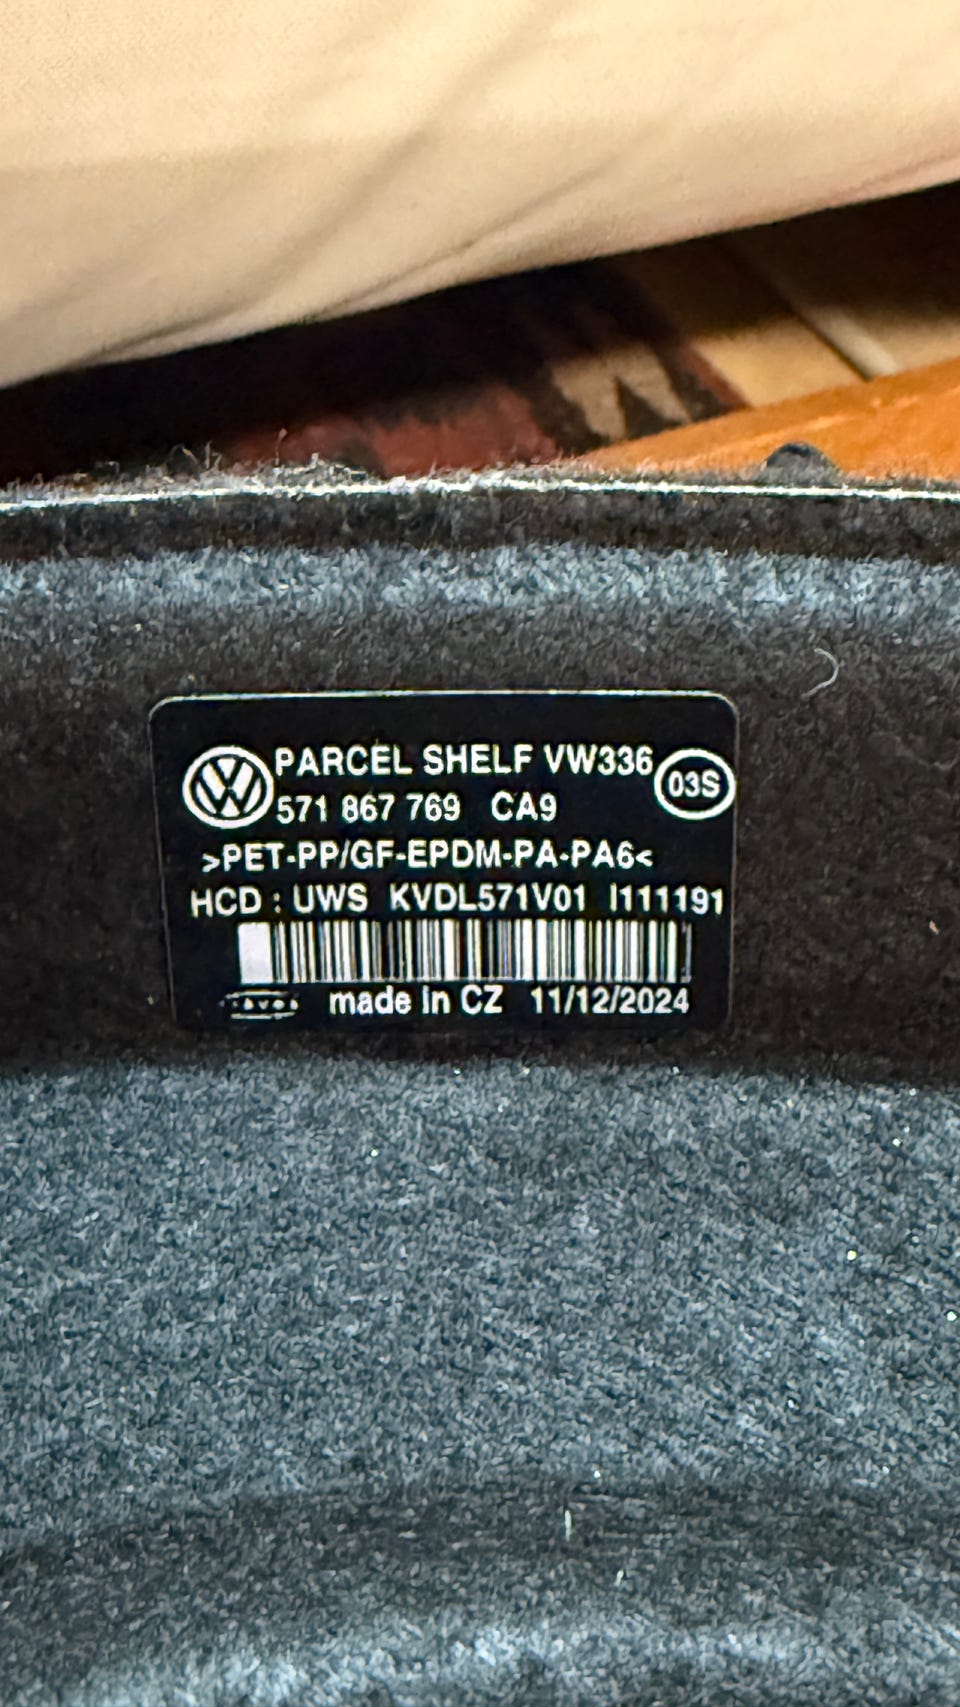 PARCEL SHELF VW336
03S
571 867 769 CA9
>PET-PP/GF-EPDM-PA-PA6<
HCD : UWS KVDL571V01 I111191
made in CZ 11/12/2024